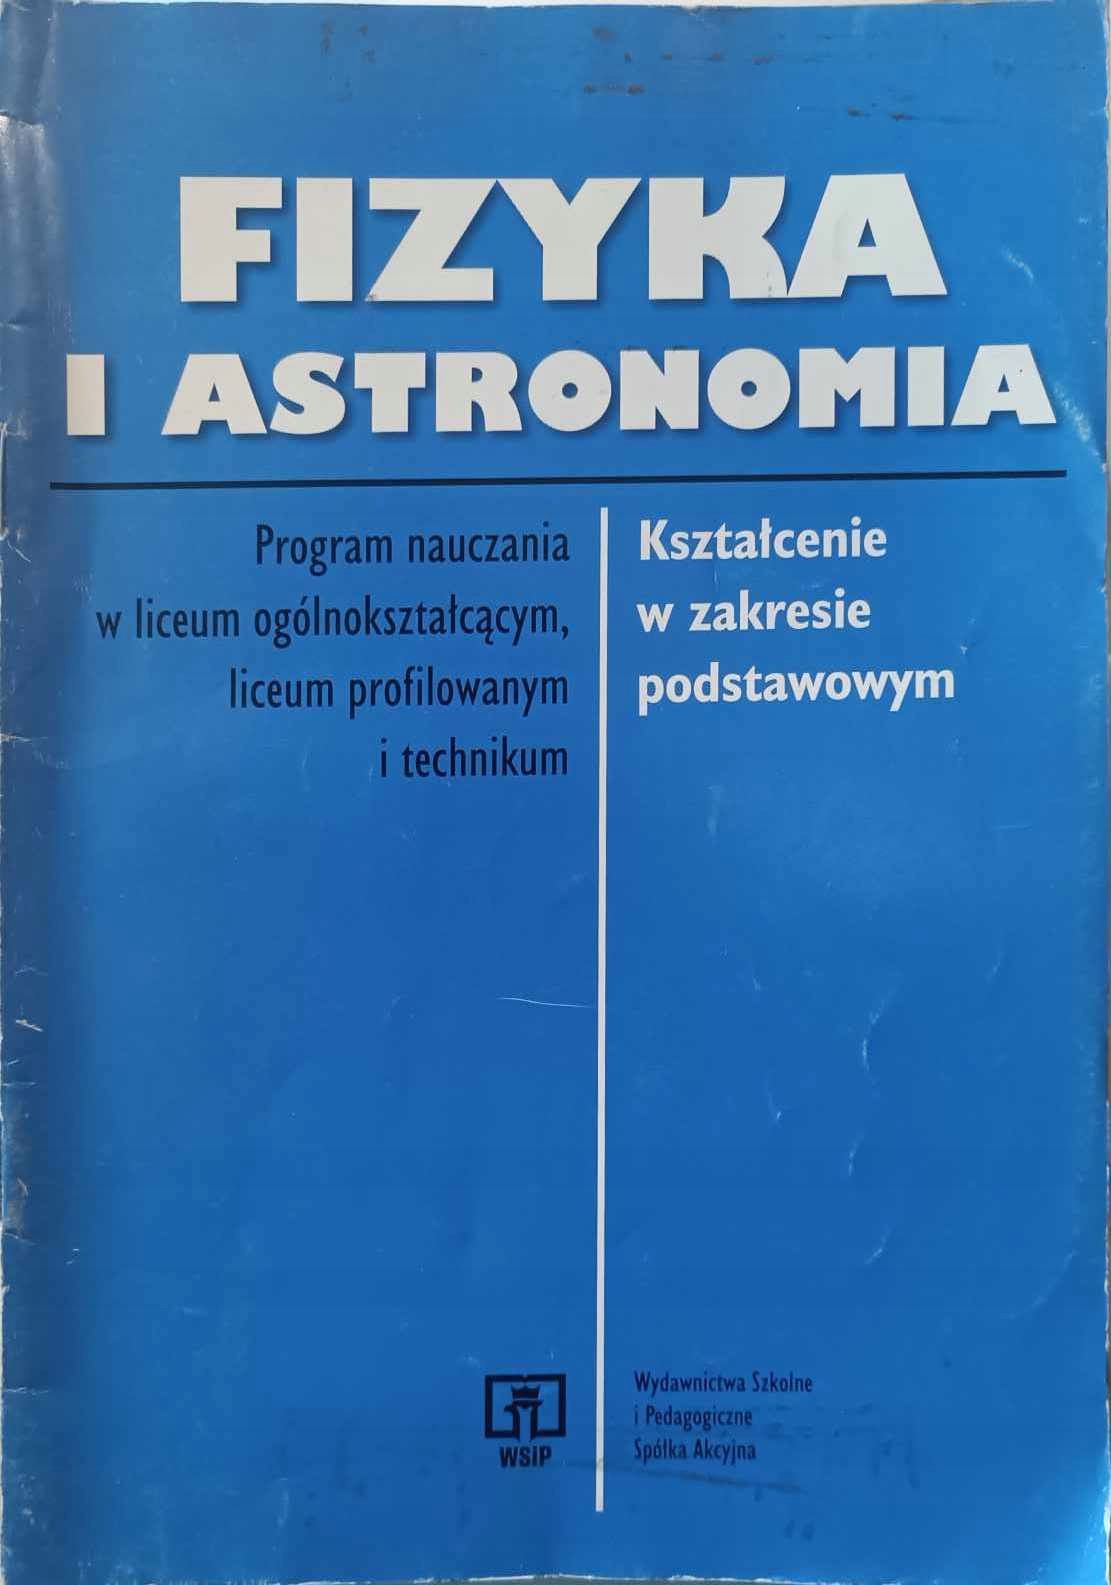 FIZYKA
I ASTRONOMIA
Program nauczania
w liceum ogólnokształcącym,
liceum profilowanym
i technikum
Kształcenie
w zakresie
podstawowym
WSiP
Wydawnictwa Szkolne
i Pedagogiczne
Spółka Akcyjna